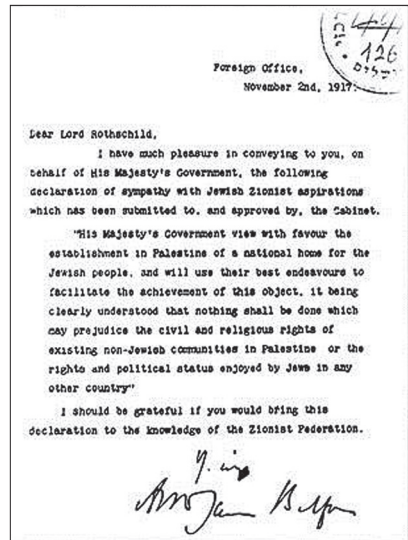 126
Foreign Office,
November 2nd, 1917.
Dear Lord Rothschild,
I have much pleasure in conveying to you, on
behalf of His Majesty's Government, the following
declaration of sympathy with Jewish Zionist aspirations
which has been submitted to, and approved by, the Cabinet.
"His Majesty's Government view with favour the
establishment in Palestine of a national home for the
Jewish people, and will use their best endeavours to
facilitate the achievement of this object, it being
clearly understood that nothing shall be done which
may prejudice the civil and religious rights of
existing non-Jewish communities in Palestine or the
rights and political status enjoyed by Jews in any
other country"
I should be grateful if you would bring this
declaration to the knowledge of the Zionist Federation.